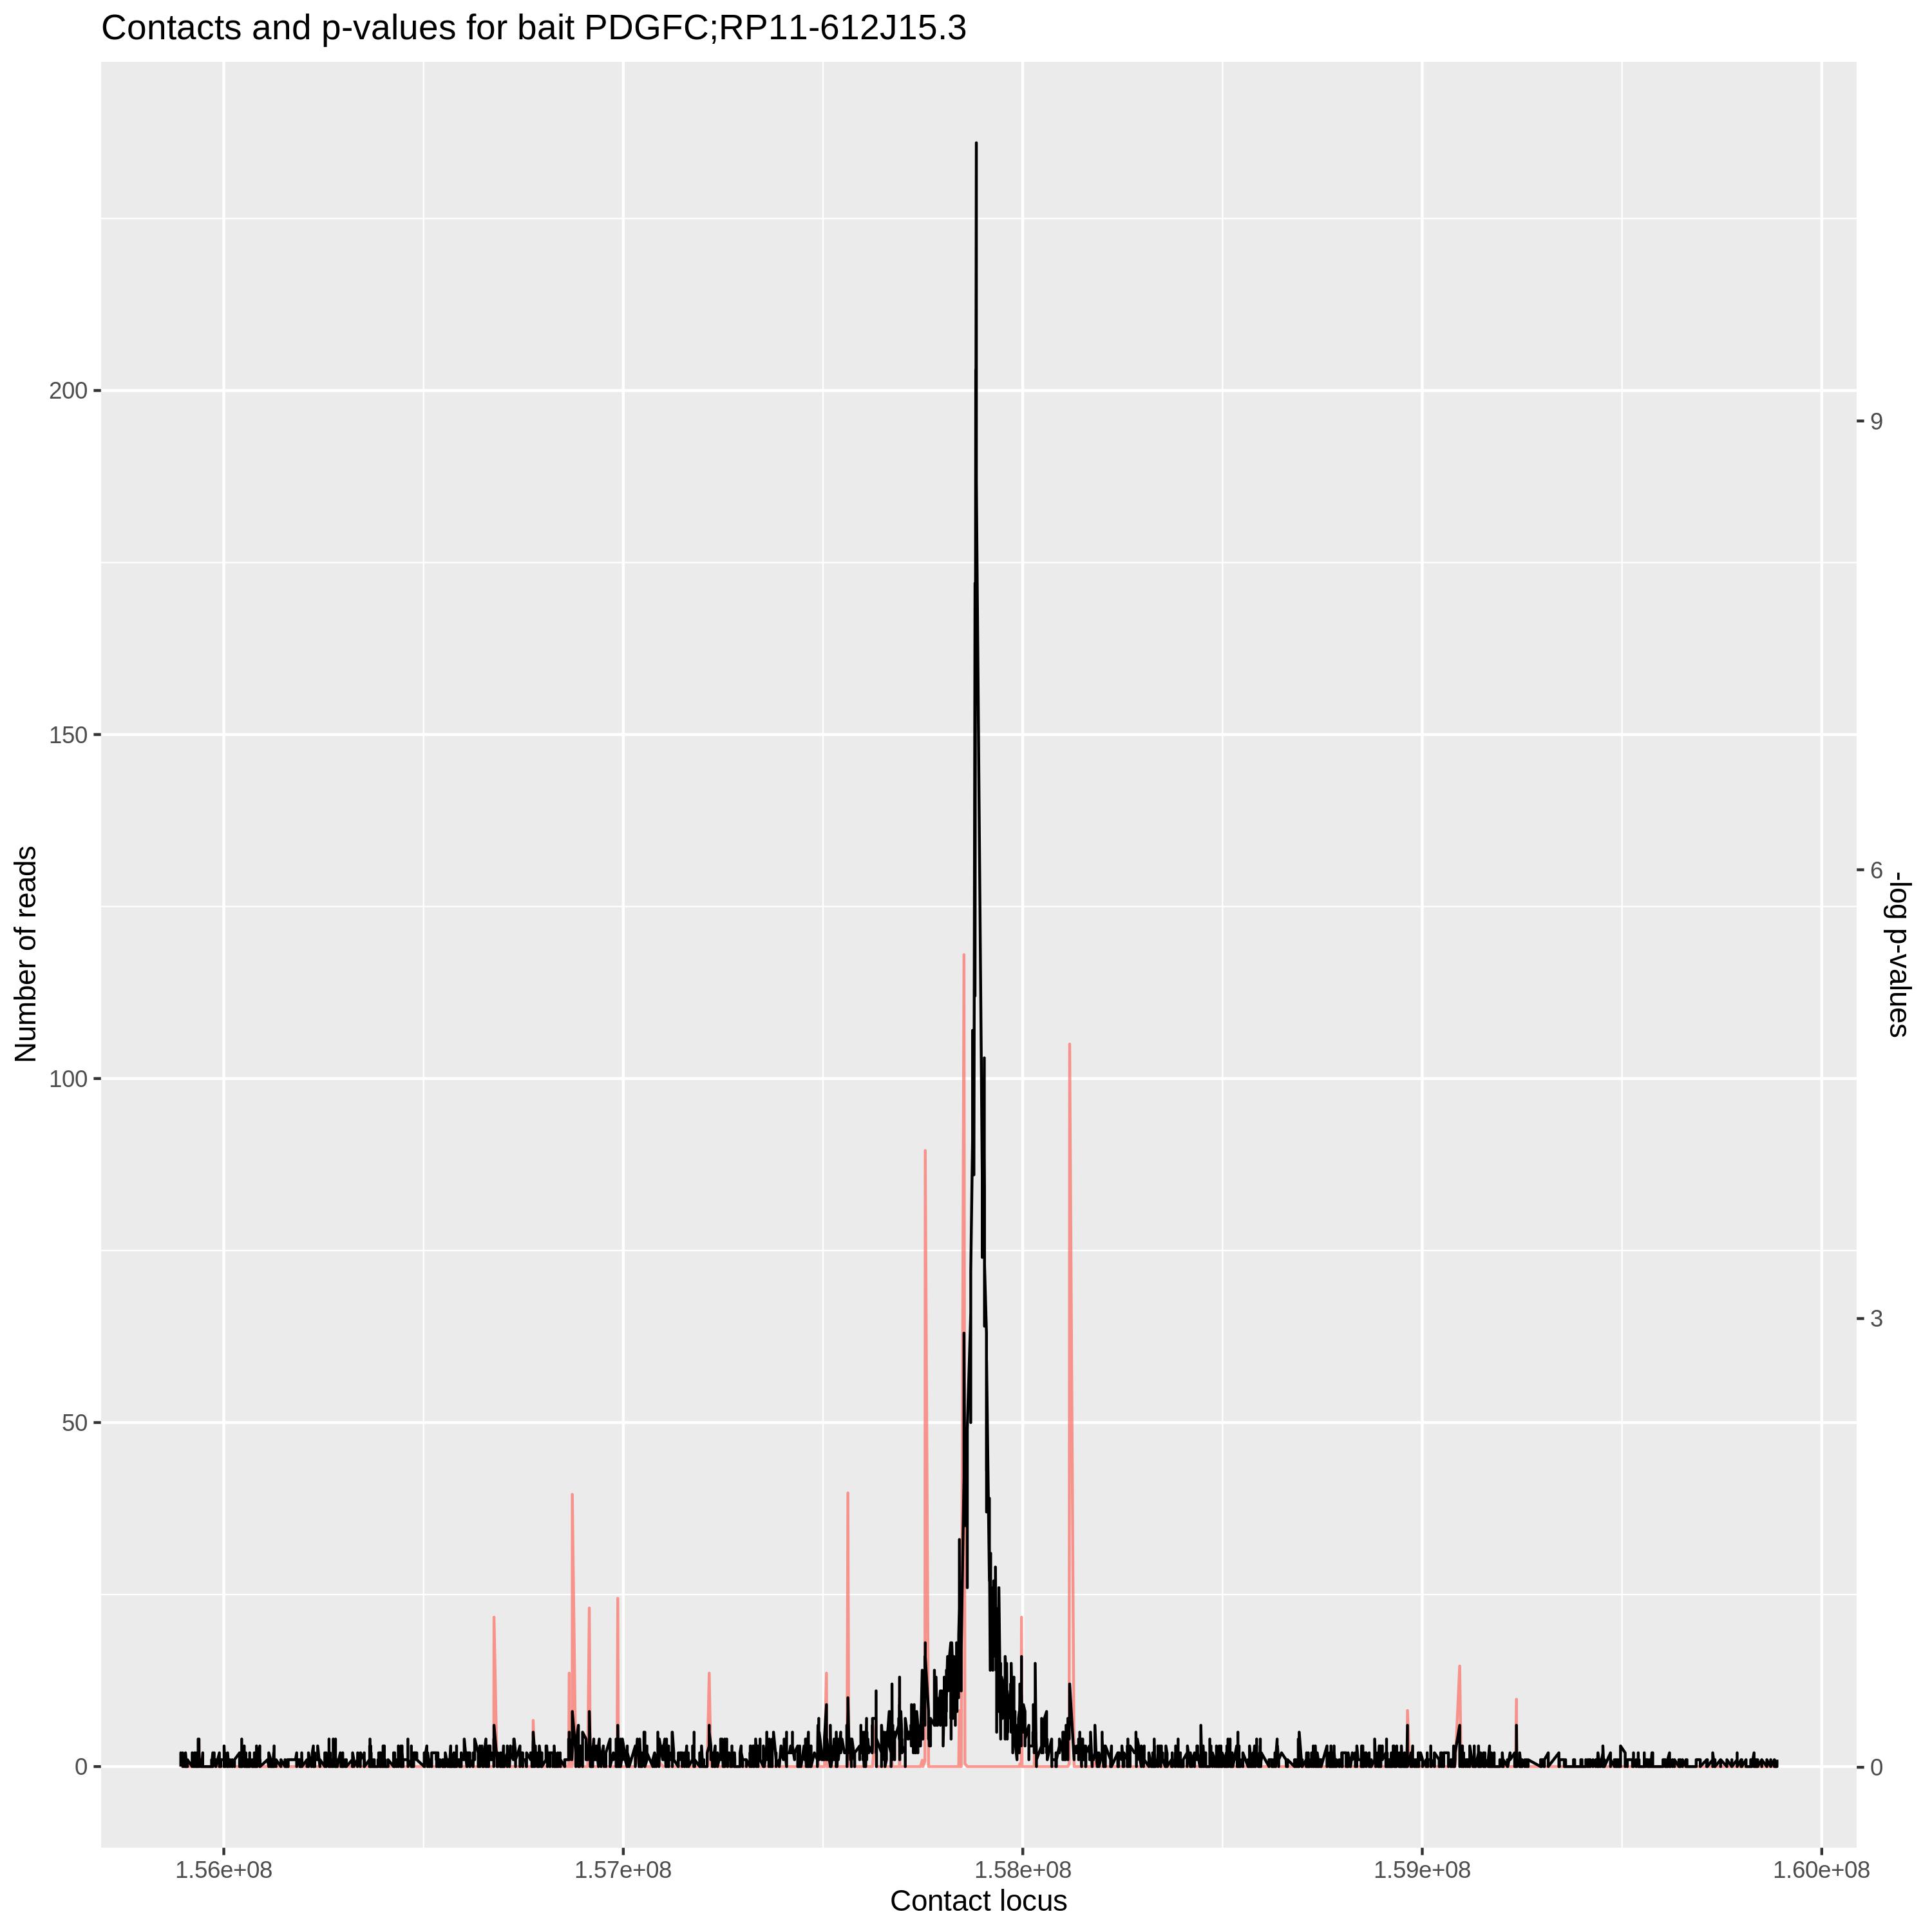 Contacts and p-values for bait PDGFC;RP11-612J15.3
200
150
100
50
0
Number of reads
9
6
3
0
-log p-values
1.56e+08
1.57e+08
1.58e+08
1.59e+08
1.60e+08
Contact locus